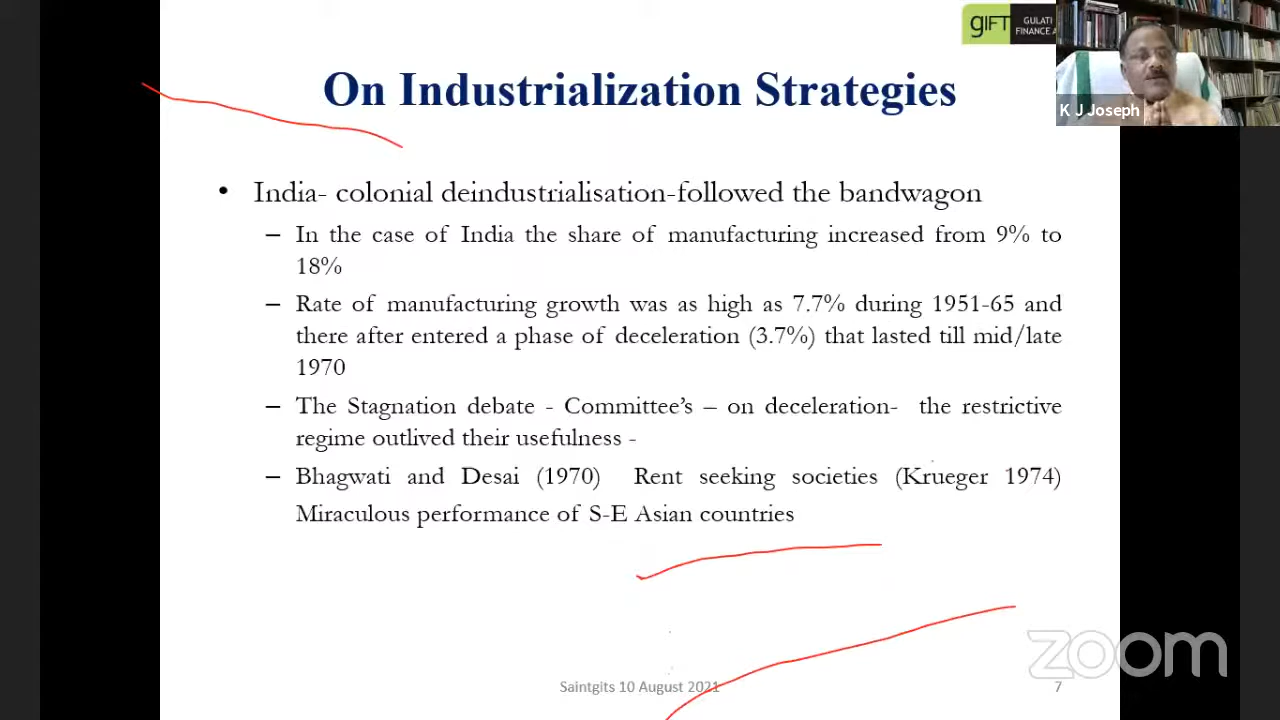 gIFT
GULATI
FINANCE A
K J Joseph
On Industrialization Strategies
• India- colonial deindustrialisation-followed the bandwagon
– In the case of India the share of manufacturing increased from 9% to
18%
– Rate of manufacturing growth was as high as 7.7% during 1951-65 and
there after entered a phase of deceleration (3.7%) that lasted till mid/late
1970
– The Stagnation debate - Committee's – on deceleration- the restrictive
regime outlived their usefulness -
– Bhagwati and Desai (1970) Rent seeking societies (Krueger 1974)
Miraculous performance of S-E Asian countries
zoom
Saintgits 10 August 2021
7